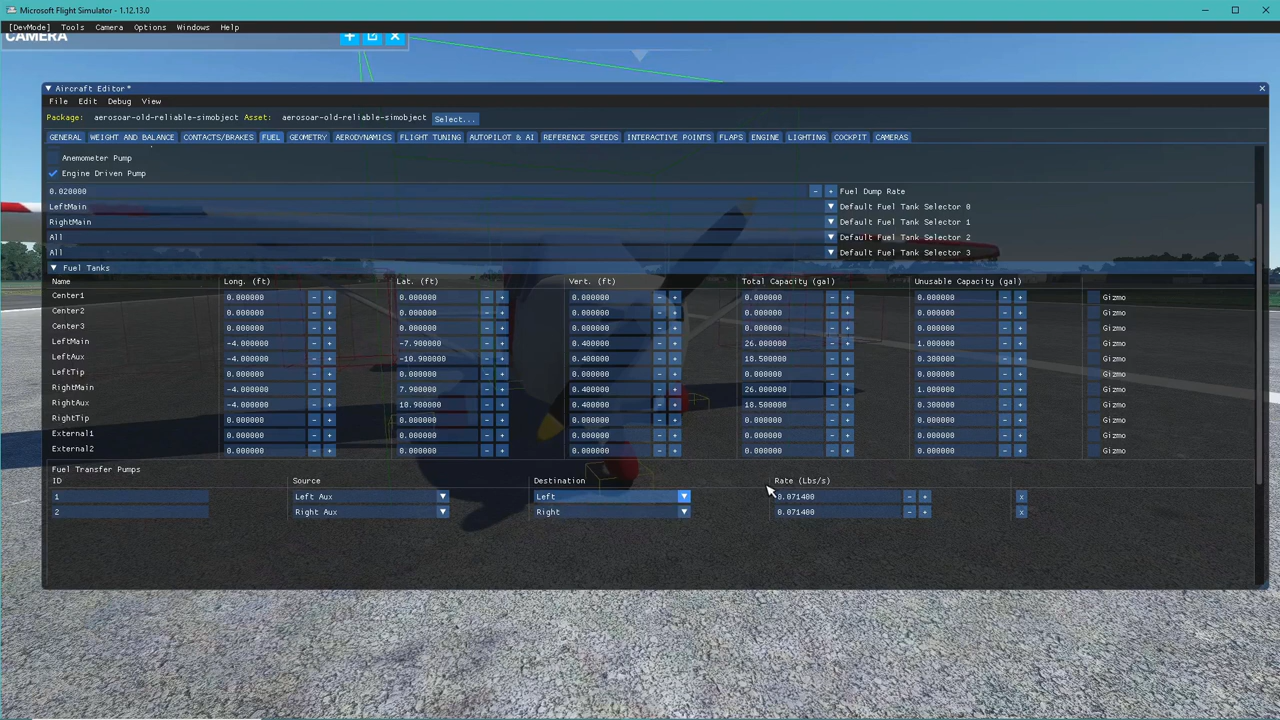 Microsoft Flight Simulator - 1.12.13.0
[DevMode] Tools Camera Options Windows Help
CAMERA
Aircraft Editor*
File Edit Debug View
Package: aerosoar-old-reliable-simobject Asset: aerosoar-old-reliable-simobject Select...
GENERAL WEIGHT AND BALANCE CONTACTS/BRAKES FUEL GEOMETRY AERODYNAMICS FLIGHT TUNING AUTOPILOT & AI REFERENCE SPEEDS INTERACTIVE POINTS FLAPS ENGINE LIGHTING COCKPIT CAMERAS
Anemometer Pump
Engine Driven Pump
0.020000 - + Fuel Dump Rate
LeftMain Default Fuel Tank Selector 0
RightMain Default Fuel Tank Selector 1
All Default Fuel Tank Selector 2
All Default Fuel Tank Selector 3
Fuel Tanks
Name Long. (ft) Lat. (ft) Vert. (ft) Total Capacity (gal) Unusable Capacity (gal)
Center1 0.000000 - + 0.000000 - + 0.000000 - + 0.000000 - + 0.000000 - + Gizmo
Center2 0.000000 - + 0.000000 - + 0.000000 - + 0.000000 - + 0.000000 - + Gizmo
Center3 0.000000 - + 0.000000 - + 0.000000 - + 0.000000 - + 0.000000 - + Gizmo
LeftMain -4.000000 - + -7.900000 - + 0.400000 - + 26.000000 - + 1.000000 - + Gizmo
LeftAux -4.000000 - + -10.900000 - + 0.400000 - + 18.500000 - + 0.300000 - + Gizmo
LeftTip 0.000000 - + 0.000000 - + 0.000000 - + 0.000000 - + 0.000000 - + Gizmo
RightMain -4.000000 - + 7.900000 - + 0.400000 - + 26.000000 - + 1.000000 - + Gizmo
RightAux -4.000000 - + 10.900000 - + 0.400000 - + 18.500000 - + 0.300000 - + Gizmo
RightTip 0.000000 - + 0.000000 - + 0.000000 - + 0.000000 - + 0.000000 - + Gizmo
External1 0.000000 - + 0.000000 - + 0.000000 - + 0.000000 - + 0.000000 - + Gizmo
External2 0.000000 - + 0.000000 - + 0.000000 - + 0.000000 - + 0.000000 - + Gizmo
Fuel Transfer Pumps
ID Source Destination Rate (Lbs/s)
1 Left Aux Left 0.071400 - + x
2 Right Aux Right 0.071400 - + x